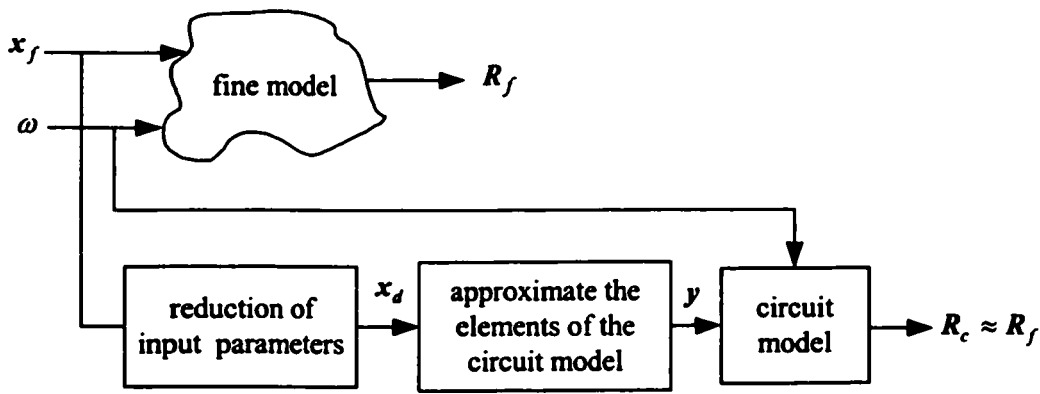 x_f
fine model
R_f
ω
reduction of
input parameters
x_d
approximate the
elements of the
circuit model
y
circuit
model
R_c ≈ R_f